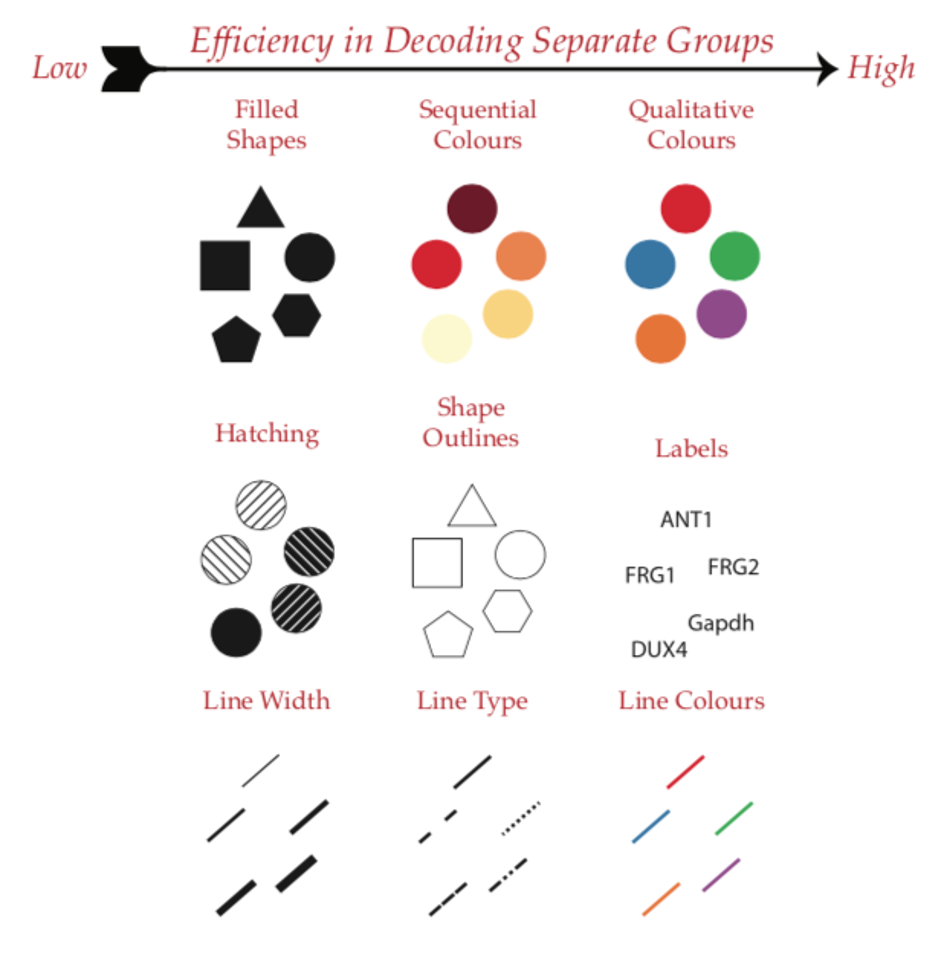 Efficiency in Decoding Separate Groups
Low
High
Filled
Shapes
Sequential
Colours
Qualitative
Colours
Hatching
Shape
Outlines
Labels
ANT1
FRG1
FRG2
Gapdh
DUX4
Line Width
Line Type
Line Colours